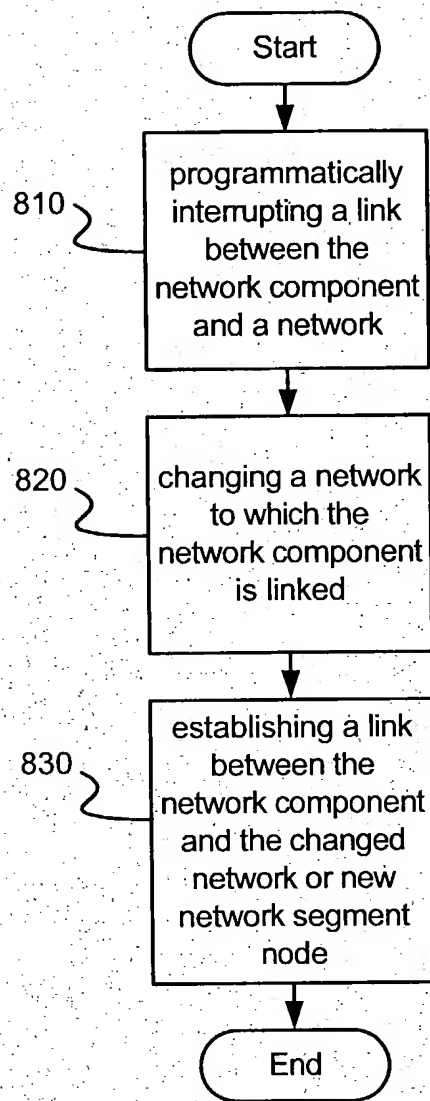 Start
810
programmatically
interrupting a link
between the
network component
and a network
820
changing a network
to which the
network component
is linked
830
establishing a link
between the
network component
and the changed
network or new
network segment
node
End